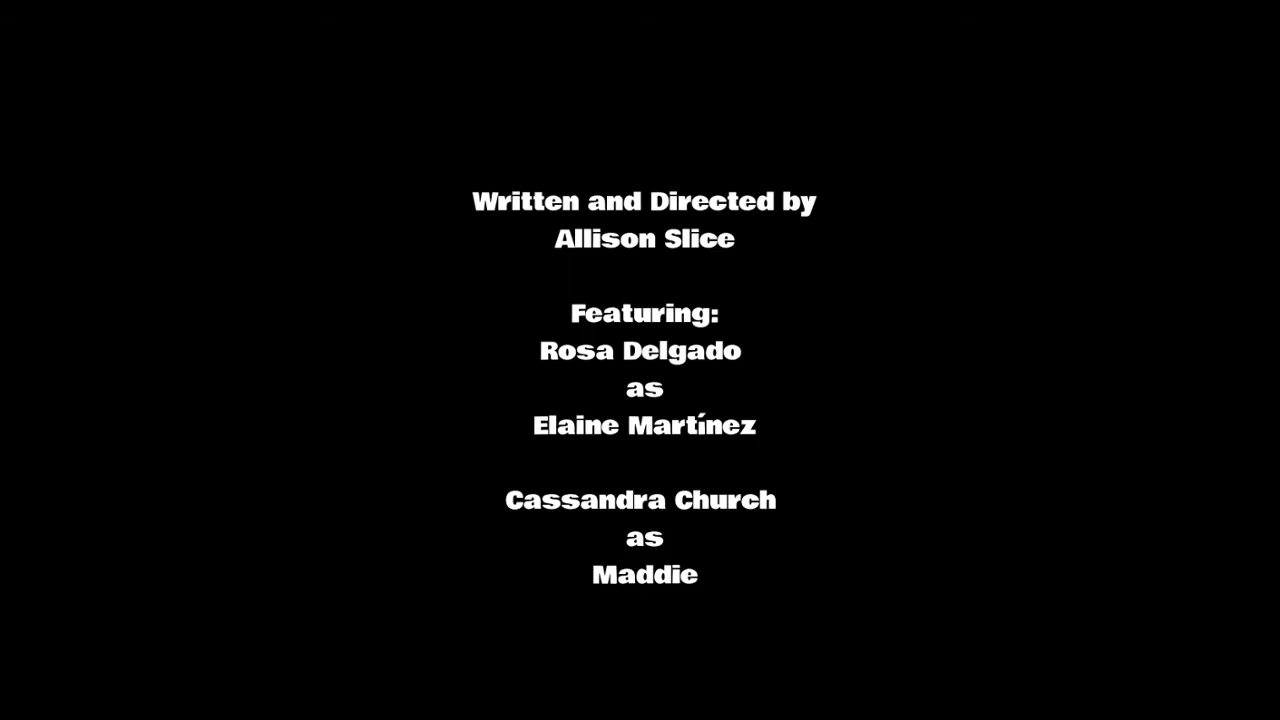 Written and Directed by
Allison Slice
Featuring:
Rosa Delgado
as
Elaine Martínez
Cassandra Church
as
Maddie